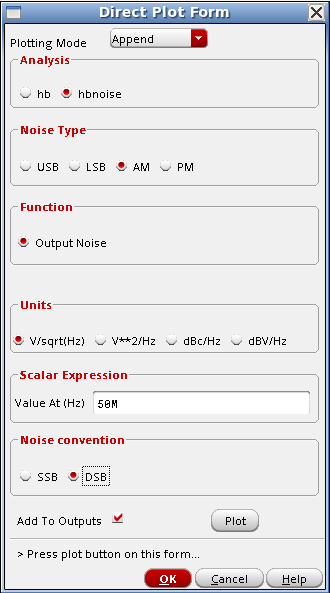 Direct Plot Form
Plotting Mode Append
Analysis
hb hbnoise
Noise Type
USB LSB AM PM
Function
Output Noise
Units
V/sqrt(Hz) V**2/Hz dBc/Hz dBV/Hz
Scalar Expression
Value At (Hz) 50M
Noise convention
SSB DSB
Add To Outputs Plot
> Press plot button on this form...
OK Cancel Help